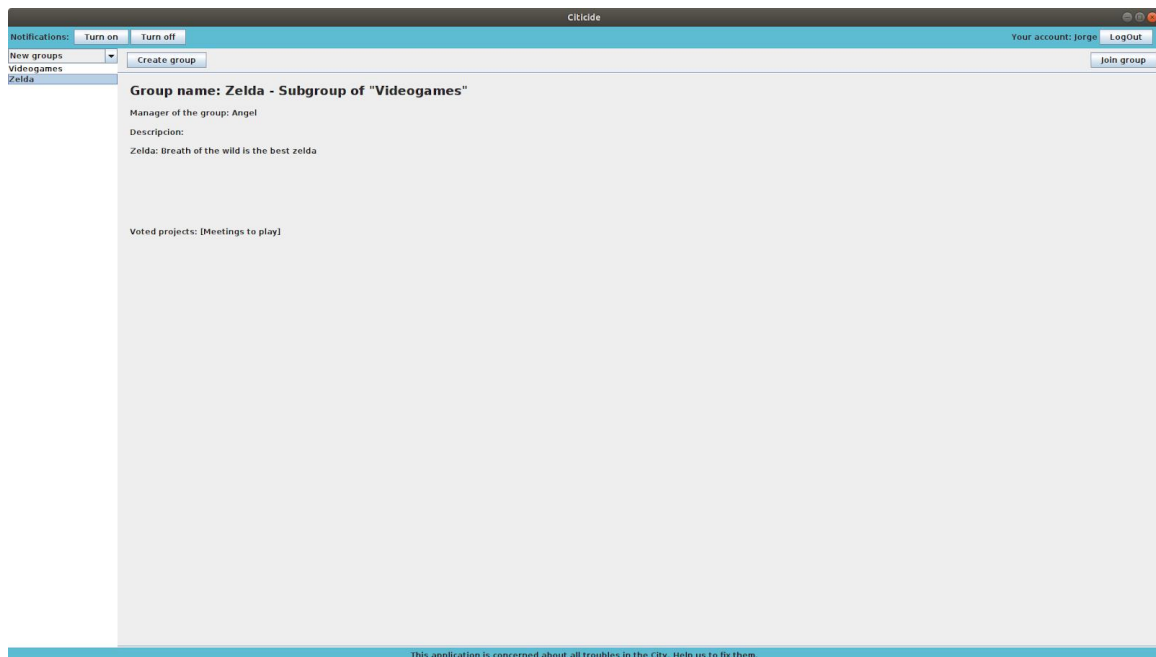 Citicide
Notifications: Turn on Turn off Your account: Jorge LogOut
New groups Create group Join group
Videogames
Zelda
Group name: Zelda - Subgroup of "Videogames"
Manager of the group: Angel
Descripcion:
Zelda: Breath of the wild is the best zelda
Voted projects: [Meetings to play]
This application is concerned about all troubles in the City. Help us to fix them.